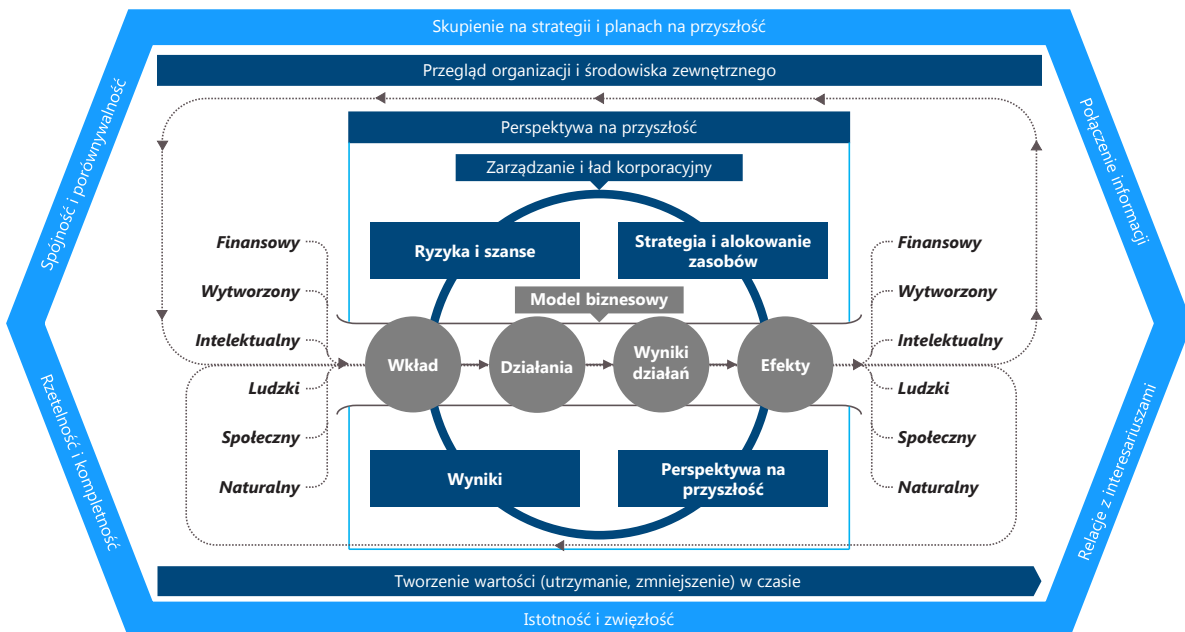 Skupienie na strategii i planach na przyszłość
Przegląd organizacji i środowiska zewnętrznego
Spójność i porównywalność
Połączenie informacji
Perspektywa na przyszłość
Zarządzanie i ład korporacyjny
Ryzyka i szanse
Strategia i alokowanie
zasobów
Finansowy
Wytworzony
Intelektualny
Ludzki
Społeczny
Naturalny
Model biznesowy
Wkład
Działania
Wyniki
działań
Efekty
Finansowy
Wytworzony
Intelektualny
Ludzki
Społeczny
Naturalny
Wyniki
Perspektywa na
przyszłość
Rzetelność i kompletność
Relacje z interesariuszami
Tworzenie wartości (utrzymanie, zmniejszenie) w czasie
Istotność i zwięzłość